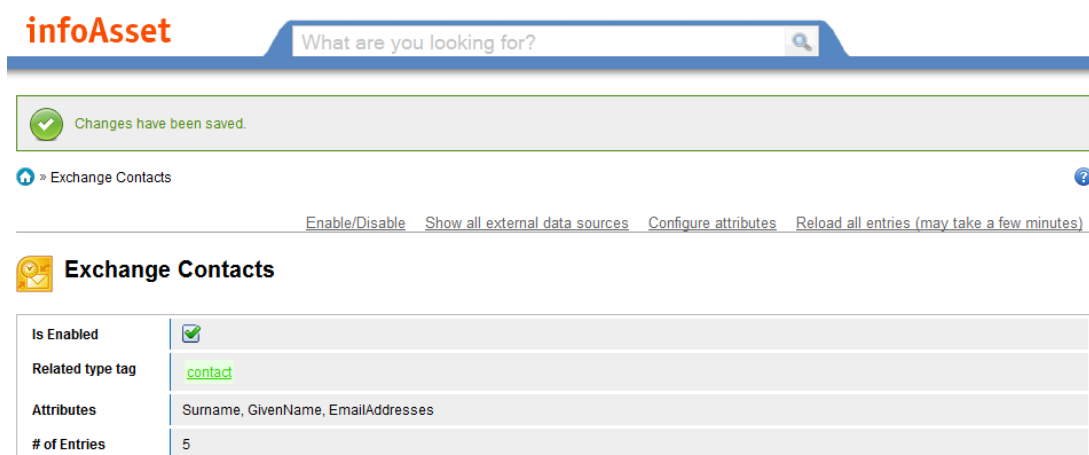 infoAsset
What are you looking for?
Changes have been saved.
» Exchange Contacts
?
Enable/Disable Show all external data sources Configure attributes Reload all entries (may take a few minutes)
Exchange Contacts
Is Enabled
Related type tag contact
Attributes Surname, GivenName, EmailAddresses
# of Entries 5